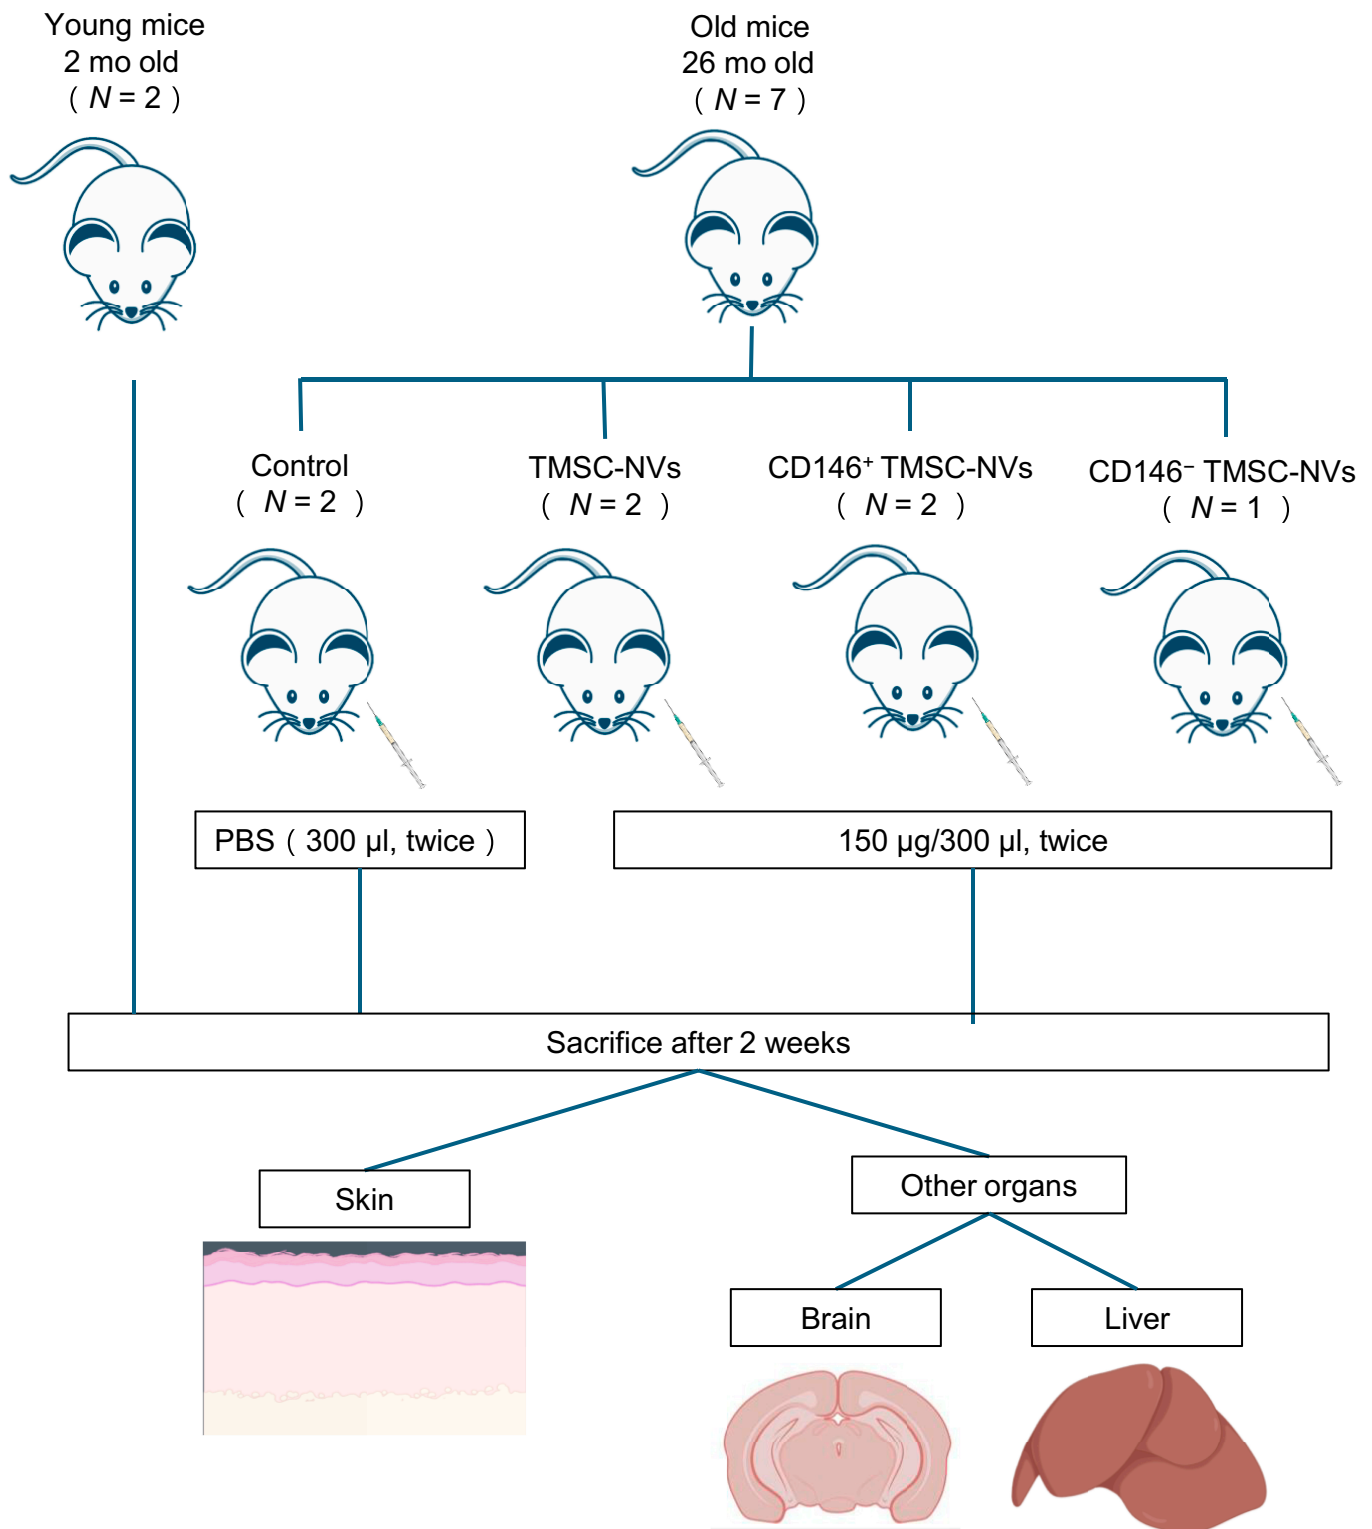 Young mice
2 mo old
( N = 2 )
Old mice
26 mo old
( N = 7 )
Control
( N = 2 )
TMSC-NVs
( N = 2 )
CD146⁺ TMSC-NVs
( N = 2 )
CD146⁻ TMSC-NVs
( N = 1 )
PBS ( 300 µl, twice )
150 µg/300 µl, twice
Sacrifice after 2 weeks
Skin
Other organs
Brain
Liver